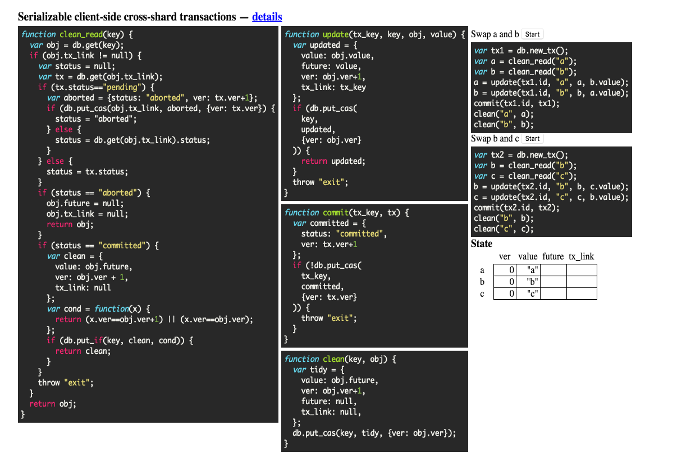 Serializable client-side cross-shard transactions — details
function clean_read(key) {
var obj = db.get(key);
if (obj.tx_link != null) {
var status = null;
var tx = db.get(obj.tx_link);
if (tx.status=="pending") {
var aborted = {status: "aborted", ver: tx.ver+1};
if (db.put_cas(obj.tx_link, aborted, {ver: tx.ver}) {
status = "aborted";
} else {
status = db.get(obj.tx_link).status;
}
} else {
status = tx.status;
}
if (status == "aborted") {
obj.future = null;
obj.tx_link = null;
return obj;
}
if (status == "committed") {
var clean = {
value: obj.future,
ver: obj.ver + 1,
tx_link: null
};
var cond = function(x) {
return (x.ver==obj.ver+1) || (x.ver==obj.ver);
};
if (db.put_if(key, clean, cond)) {
return clean;
}
}
throw "exit";
}
return obj;
}
function update(tx_key, key, obj, value) {
var updated = {
value: obj.value,
future: value,
ver: obj.ver+1,
tx_link: tx_key
};
if (db.put_cas(
key,
updated,
{ver: obj.ver}
)) {
return updated;
}
throw "exit";
}
function commit(tx_key, tx) {
var committed = {
status: "committed",
ver: tx.ver+1
};
if (!db.put_cas(
tx_key,
committed,
{ver: tx.ver}
)) {
throw "exit";
}
}
function clean(key, obj) {
var tidy = {
value: obj.future,
ver: obj.ver+1,
future: null,
tx_link: null,
};
db.put_cas(key, tidy, {ver: obj.ver});
}
Swap a and b Start
var tx1 = db.new_tx();
var a = clean_read("a");
var b = clean_read("b");
a = update(tx1.id, "a", a, b.value);
b = update(tx1.id, "b", b, a.value);
commit(tx1.id, tx1);
clean("a", a);
clean("b", b);
Swap b and c Start
var tx2 = db.new_tx();
var b = clean_read("b");
var c = clean_read("c");
b = update(tx2.id, "b", b, c.value);
c = update(tx2.id, "c", c, b.value);
commit(tx2.id, tx2);
clean("b", b);
clean("c", c);
State
ver value future tx_link
a 0 "a"
b 0 "b"
c 0 "c"